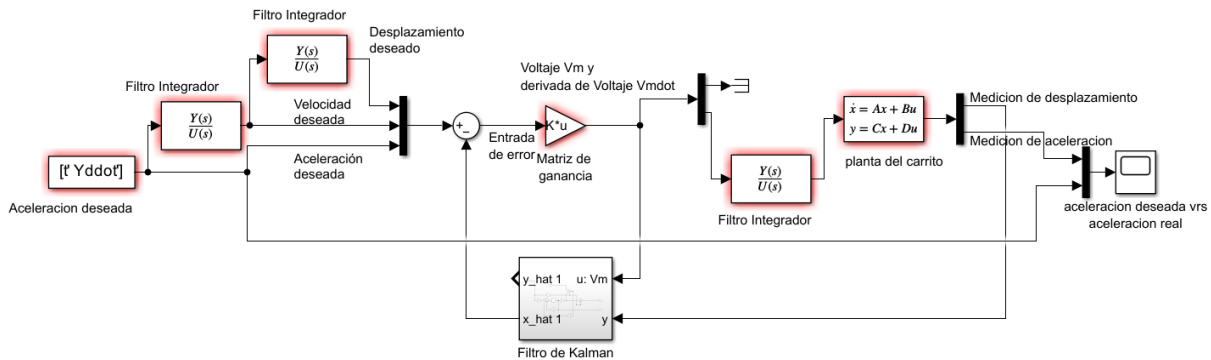 Filtro Integrador
Y(s)
U(s)
Desplazamiento
deseado
Filtro Integrador
Y(s)
U(s)
Velocidad
deseada
Aceleración
deseada
[t' Yddot']
Aceleracion deseada
+
_
Entrada
de error
Voltaje Vm y
derivada de Voltaje Vmdot
K*u
Matriz de
ganancia
Y(s)
U(s)
Filtro Integrador
ẋ = Ax + Bu
y = Cx + Du
planta del carrito
Medicion de desplazamiento
Medicion de aceleracion
aceleracion deseada vrs
aceleracion real
y_hat 1
u: Vm
x_hat 1
y
Filtro de Kalman